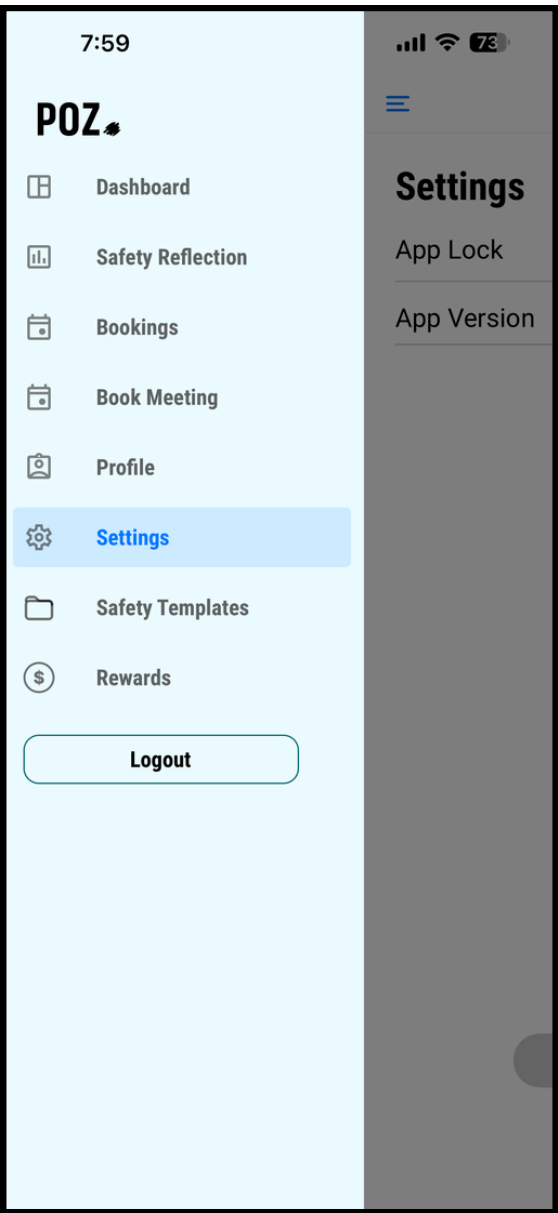 7:59
73
POZ
Settings
Dashboard
App Lock
Safety Reflection
App Version
Bookings
Book Meeting
Profile
Settings
Safety Templates
$
Rewards
Logout